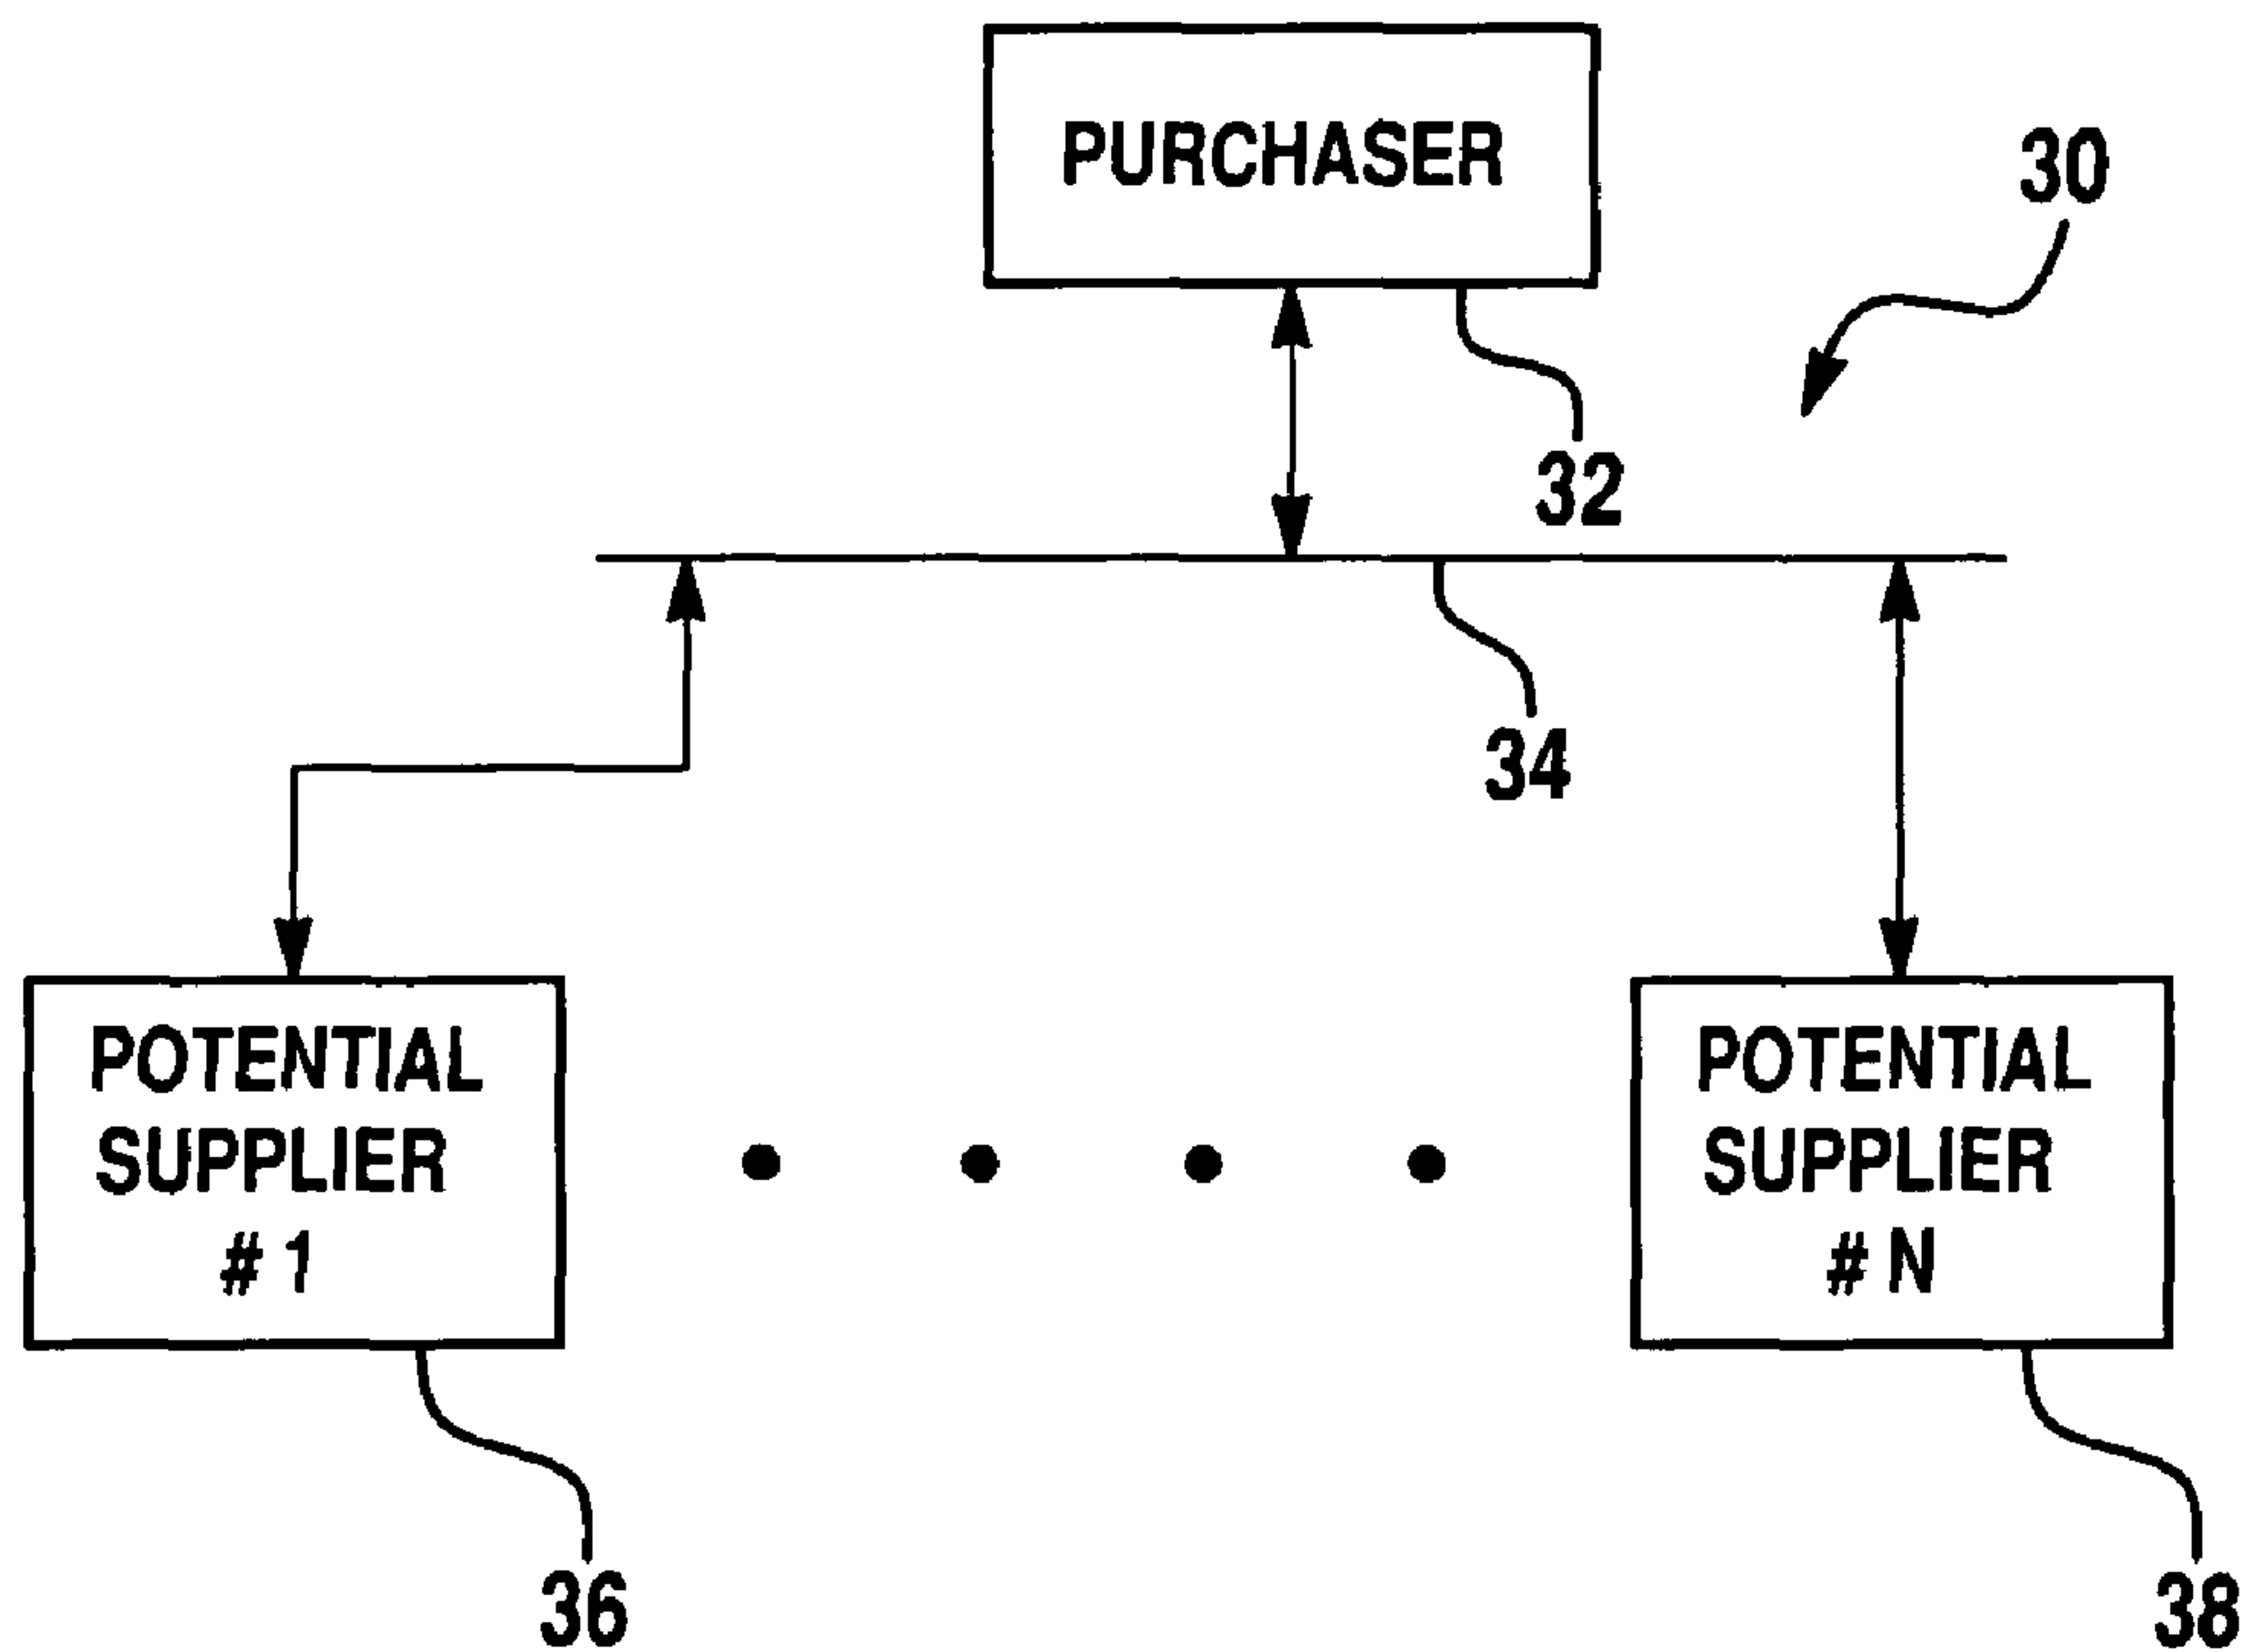 PURCHASER
30
32
34
POTENTIAL
SUPPLIER
# 1
POTENTIAL
SUPPLIER
# N
36
38